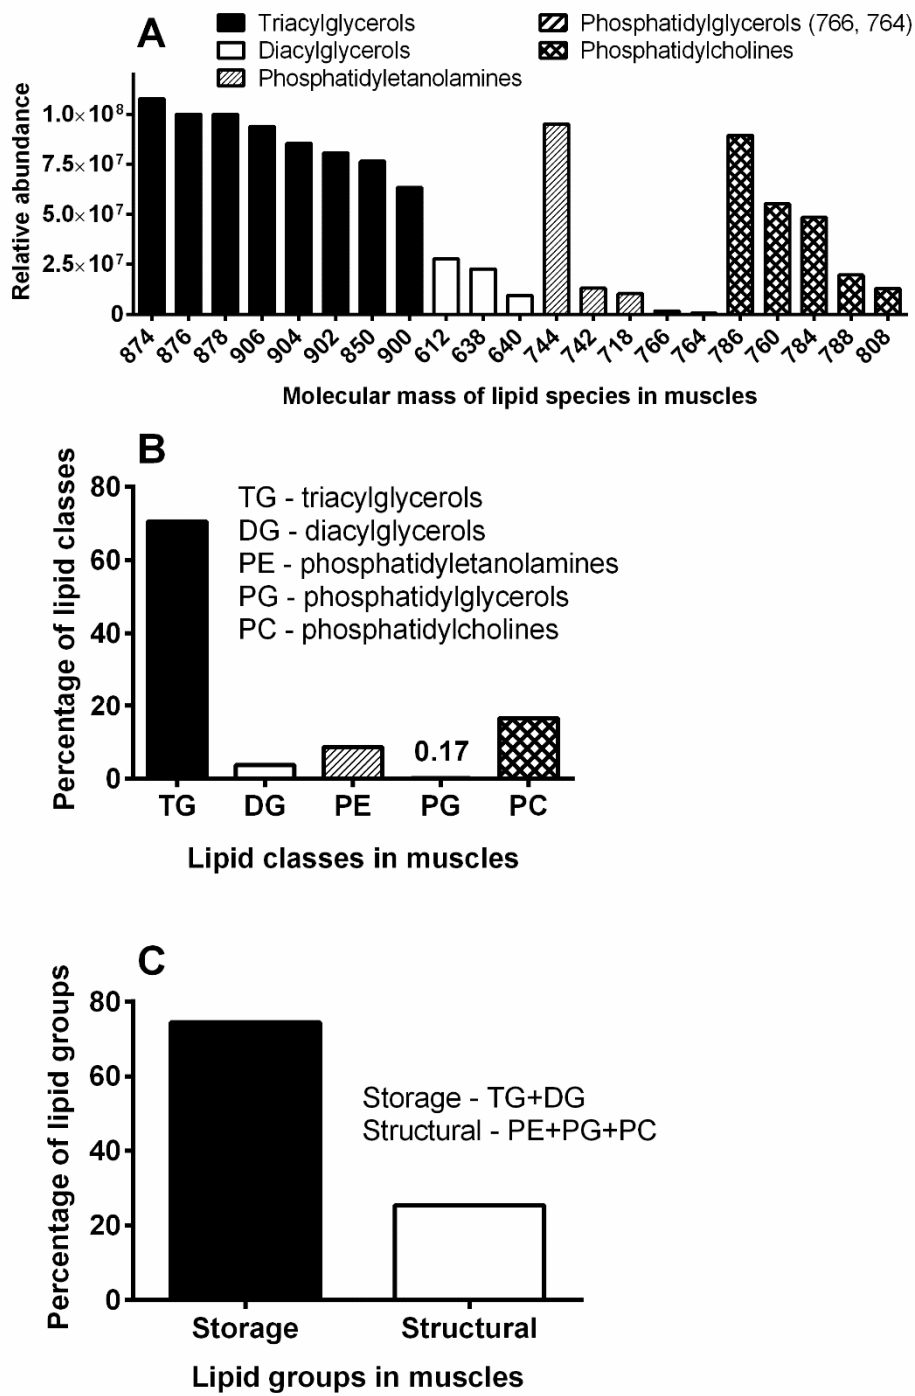 A
Triacylglycerols
Diacylglycerols
Phosphatidyletanolamines
Phosphatidylglycerols (766, 764)
Phosphatidylcholines
Relative abundance
1.0×10⁸
7.5×10⁷
5.0×10⁷
2.5×10⁷
0
874 876 878 906 904 902 850 900 612 638 640 744 742 718 766 764 786 760 784 788 808
Molecular mass of lipid species in muscles
B
Percentage of lipid classes
80
60
40
20
0
TG - triacylglycerols
DG - diacylglycerols
PE - phosphatidyletanolamines
PG - phosphatidylglycerols
PC - phosphatidylcholines
0.17
TG DG PE PG PC
Lipid classes in muscles
C
Percentage of lipid groups
80
60
40
20
0
Storage - TG+DG
Structural - PE+PG+PC
Storage Structural
Lipid groups in muscles